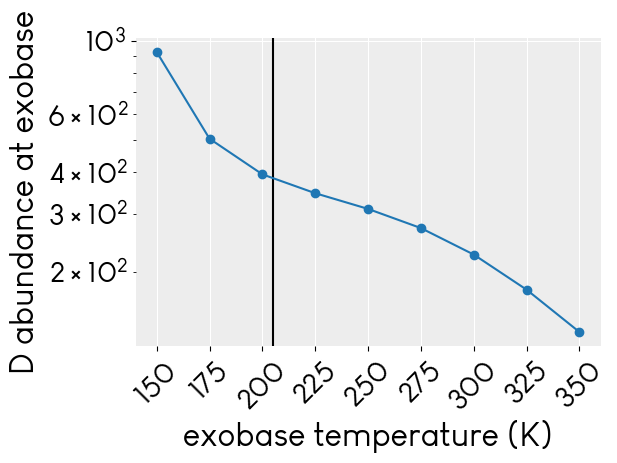 D abundance at exobase
10³
6×10²
4×10²
3×10²
2×10²
150 175 200 225 250 275 300 325 350
exobase temperature (K)